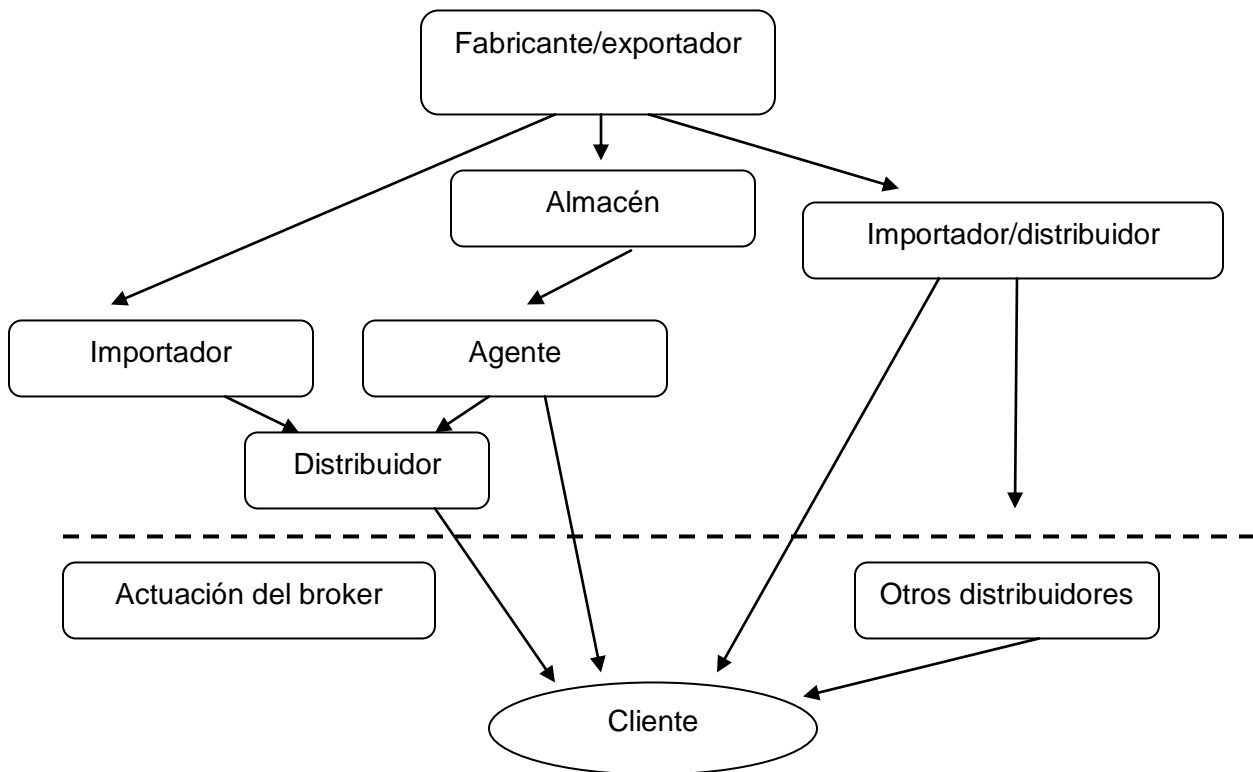 Fabricante/exportador
Almacén
Importador/distribuidor
Importador
Agente
Distribuidor
Actuación del broker
Otros distribuidores
Cliente